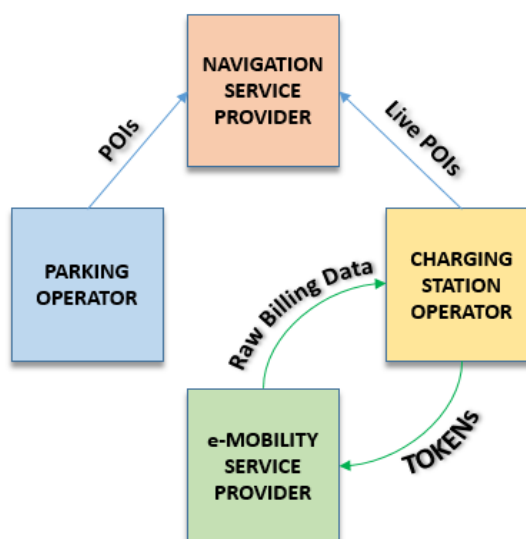 NAVIGATION
SERVICE
PROVIDER
POIs
Live POIs
PARKING
OPERATOR
CHARGING
STATION
OPERATOR
Raw Billing Data
TOKENs
e-MOBILITY
SERVICE
PROVIDER